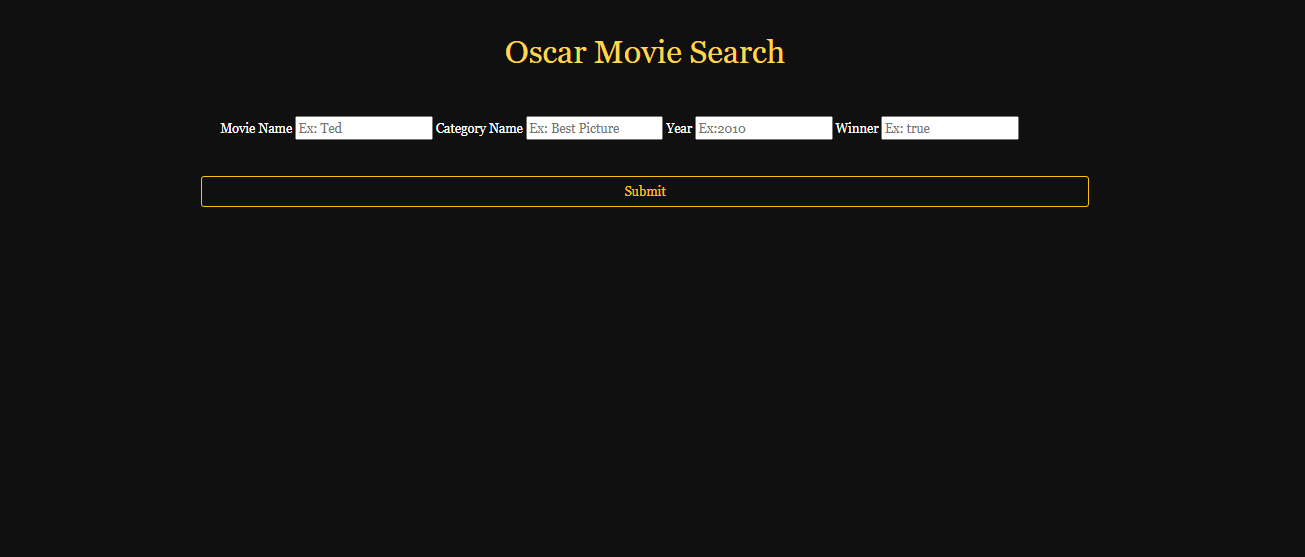 Oscar Movie Search
Movie Name Ex: Ted Category Name Ex: Best Picture Year Ex:2010 Winner Ex: true
Submit